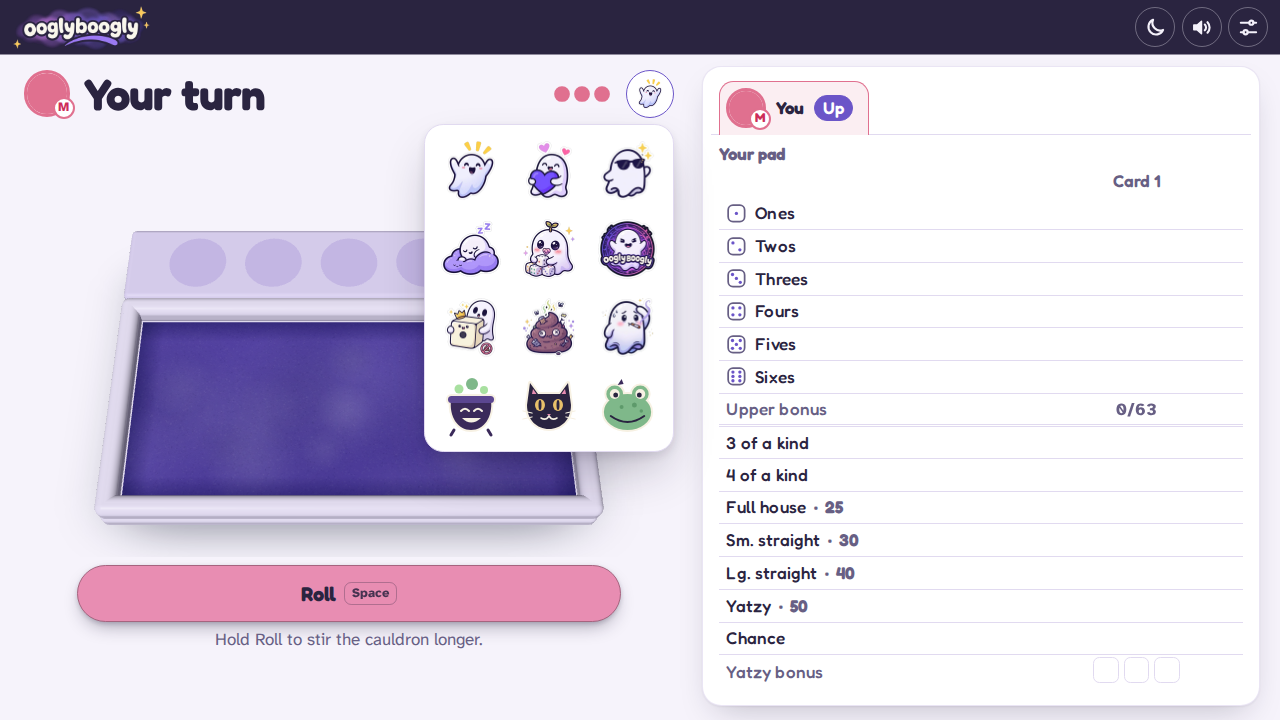 ooglyboogly
M
Your turn
M
You
Up
Your pad
Card 1
Ones
Twos
Threes
Fours
Fives
Sixes
Upper bonus
0/63
3 of a kind
4 of a kind
Full house • 25
Sm. straight • 30
Lg. straight • 40
Yatzy • 50
Chance
Yatzy bonus
z z
ooglyboogly
Roll
Space
Hold Roll to stir the cauldron longer.